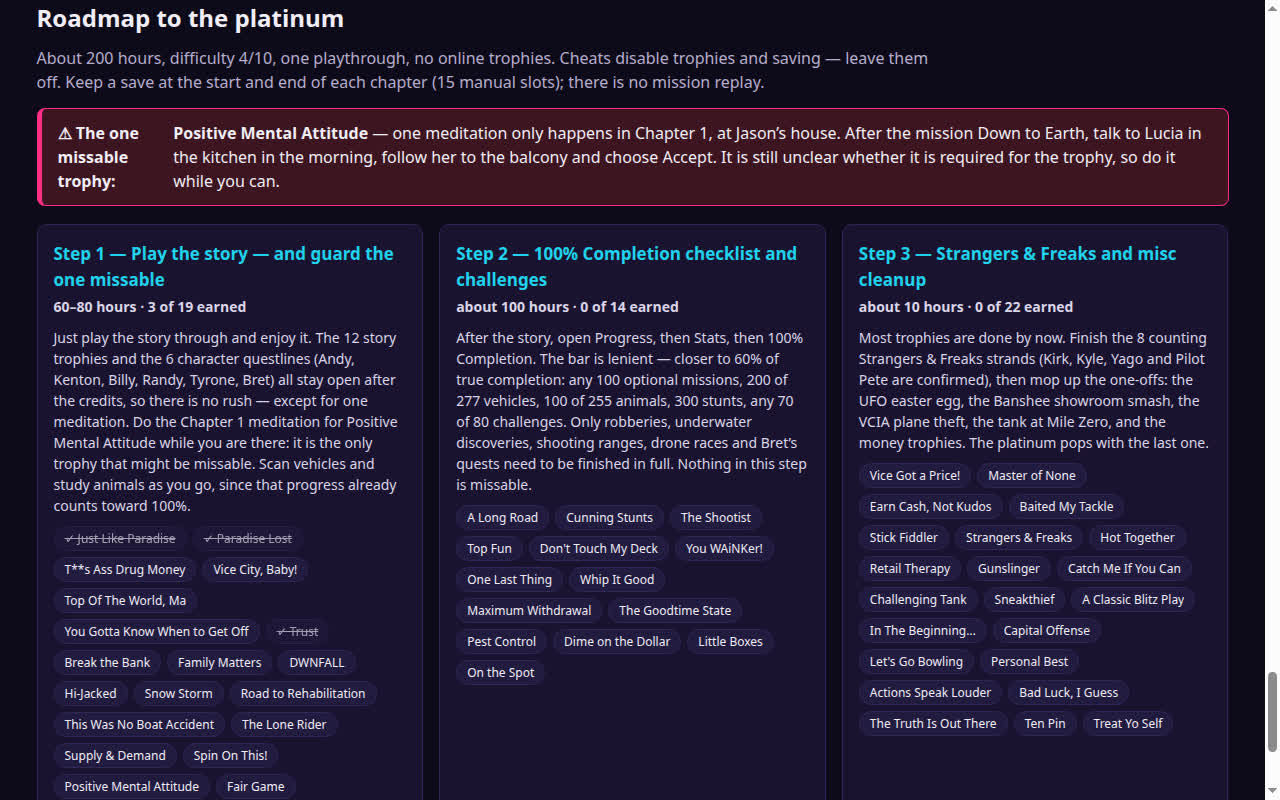 Roadmap to the platinum
About 200 hours, difficulty 4/10, one playthrough, no online trophies. Cheats disable trophies and saving — leave them
off. Keep a save at the start and end of each chapter (15 manual slots); there is no mission replay.
⚠ The one
missable
trophy:
Positive Mental Attitude — one meditation only happens in Chapter 1, at Jason’s house. After the mission Down to Earth, talk to Lucia in
the kitchen in the morning, follow her to the balcony and choose Accept. It is still unclear whether it is required for the trophy, so do it
while you can.
Step 1 — Play the story — and guard the
one missable
60–80 hours · 3 of 19 earned
Just play the story through and enjoy it. The 12 story
trophies and the 6 character questlines (Andy,
Kenton, Billy, Randy, Tyrone, Bret) all stay open after
the credits, so there is no rush — except for one
meditation. Do the Chapter 1 meditation for Positive
Mental Attitude while you are there: it is the only
trophy that might be missable. Scan vehicles and
study animals as you go, since that progress already
counts toward 100%.
✓ Just Like Paradise ✓ Paradise Lost
T**s Ass Drug Money Vice City, Baby!
Top Of The World, Ma
You Gotta Know When to Get Off ✓ Trust
Break the Bank Family Matters DWNFALL
Hi-Jacked Snow Storm Road to Rehabilitation
This Was No Boat Accident The Lone Rider
Supply & Demand Spin On This!
Positive Mental Attitude Fair Game
Step 2 — 100% Completion checklist and
challenges
about 100 hours · 0 of 14 earned
After the story, open Progress, then Stats, then 100%
Completion. The bar is lenient — closer to 60% of
true completion: any 100 optional missions, 200 of
277 vehicles, 100 of 255 animals, 300 stunts, any 70
of 80 challenges. Only robberies, underwater
discoveries, shooting ranges, drone races and Bret’s
quests need to be finished in full. Nothing in this step
is missable.
A Long Road Cunning Stunts The Shootist
Top Fun Don't Touch My Deck You WAiNKer!
One Last Thing Whip It Good
Maximum Withdrawal The Goodtime State
Pest Control Dime on the Dollar Little Boxes
On the Spot
Step 3 — Strangers & Freaks and misc
cleanup
about 10 hours · 0 of 22 earned
Most trophies are done by now. Finish the 8 counting
Strangers & Freaks strands (Kirk, Kyle, Yago and Pilot
Pete are confirmed), then mop up the one-offs: the
UFO easter egg, the Banshee showroom smash, the
VCIA plane theft, the tank at Mile Zero, and the
money trophies. The platinum pops with the last one.
Vice Got a Price! Master of None
Earn Cash, Not Kudos Baited My Tackle
Stick Fiddler Strangers & Freaks Hot Together
Retail Therapy Gunslinger Catch Me If You Can
Challenging Tank Sneakthief A Classic Blitz Play
In The Beginning... Capital Offense
Let's Go Bowling Personal Best
Actions Speak Louder Bad Luck, I Guess
The Truth Is Out There Ten Pin Treat Yo Self